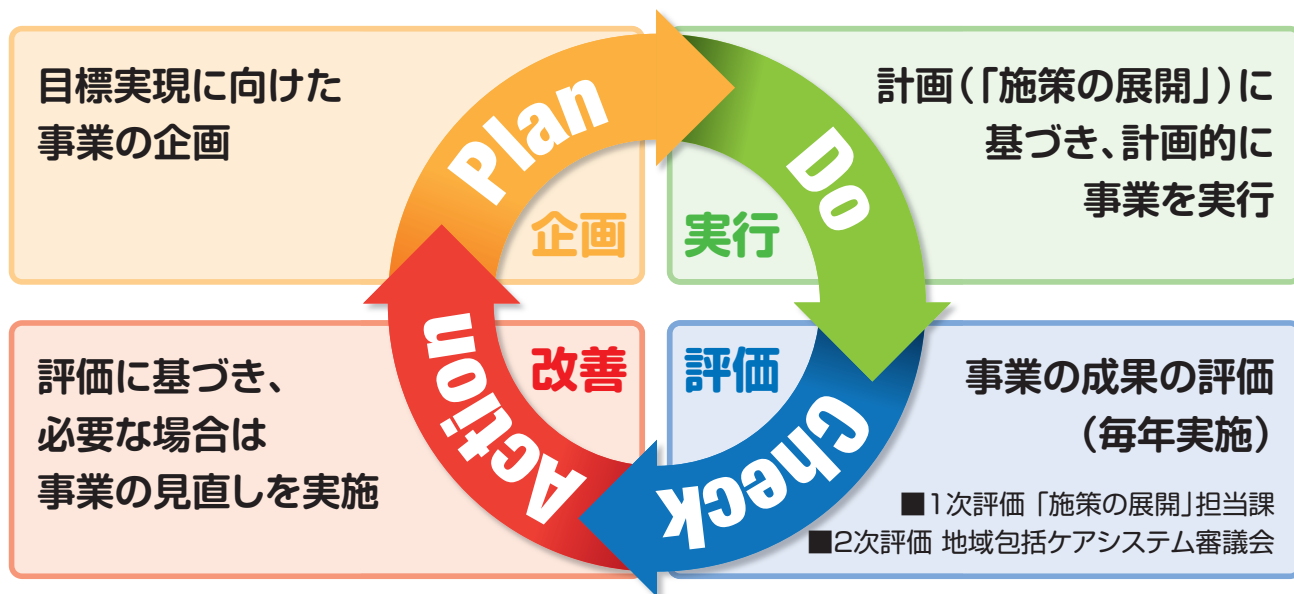 目標実現に向けた
事業の企画
Plan
企画
計画(「施策の展開」)に
基づき、計画的に
事業を実行
Do
実行
事業の成果の評価
(毎年実施)
■1次評価 「施策の展開」担当課
■2次評価 地域包括ケアシステム審議会
Check
評価
評価に基づき、
必要な場合は
事業の見直しを実施
Action
改善